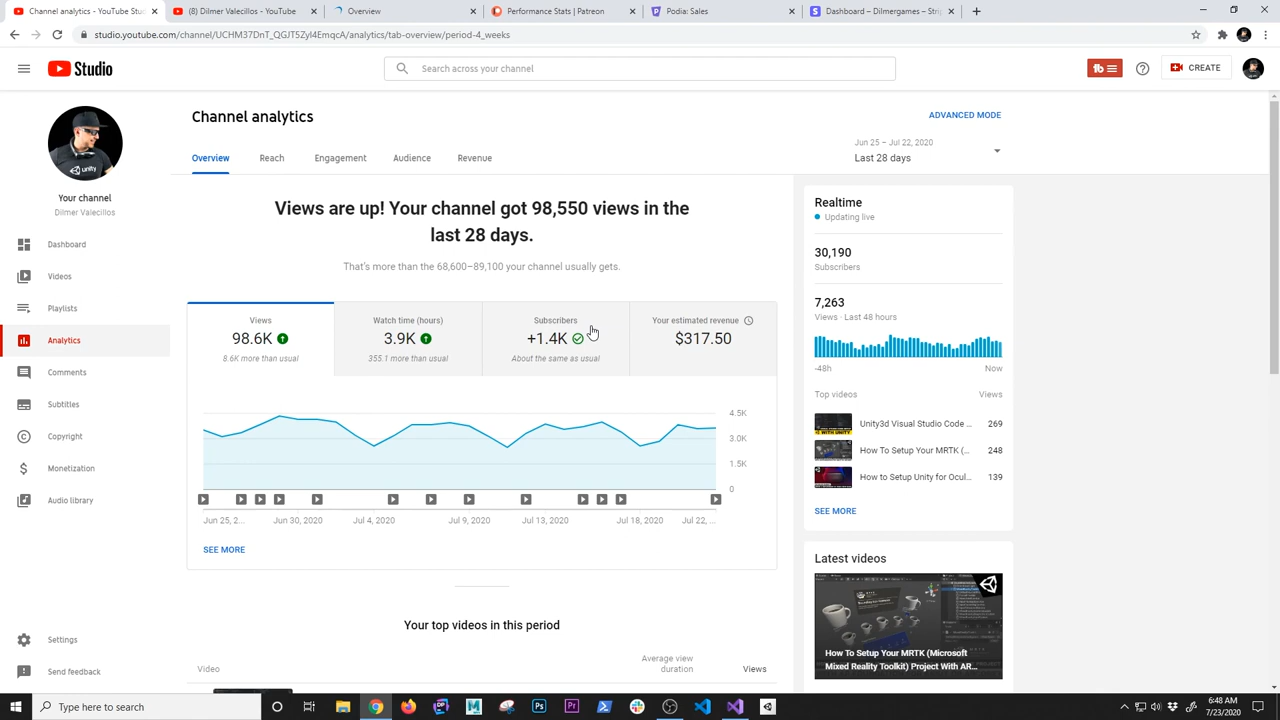 Channel analytics - YouTube Stu
(8) Dilmer Valecillos - YouTube
Overview
Performance Stats | Patreon
Podia: Sales
Dashboard – Dilmergames – Strip
studio.youtube.com/channel/UCHM37DnT_QGJT5Zyl4EmqcA/analytics/tab-overview/period-4_weeks
Studio
Search across your channel
CREATE
Channel analytics
ADVANCED MODE
Jun 25 – Jul 22, 2020
Last 28 days
Overview
Reach
Engagement
Audience
Revenue
unity
Your channel
Dilmer Valecillos
Dashboard
Videos
Playlists
Analytics
Comments
Subtitles
Copyright
Monetization
Audio library
Settings
Send feedback
Views are up! Your channel got 98,550 views in the
last 28 days.
That's more than the 68,600–89,100 your channel usually gets.
Views
98.6K
8.6K more than usual
Watch time (hours)
3.9K
355.1 more than usual
Subscribers
+1.4K
About the same as usual
Your estimated revenue
$317.50
4.5K
3.0K
1.5K
0
Jun 25, 2...
Jun 30, 2020
Jul 4, 2020
Jul 9, 2020
Jul 13, 2020
Jul 18, 2020
Jul 22, ...
SEE MORE
Your top videos in this period
Video
Average view
duration
Views
Realtime
Updating live
30,190
Subscribers
7,263
Views · Last 48 hours
-48h
Now
Top videos
Views
Unity3d Visual Studio Code ...
269
How To Setup Your MRTK (...
248
How to Setup Unity for Ocul...
139
SEE MORE
Latest videos
How To Setup Your MRTK (Microsoft
Mixed Reality Toolkit) Project With AR...
Type here to search
6:48 AM
7/23/2020